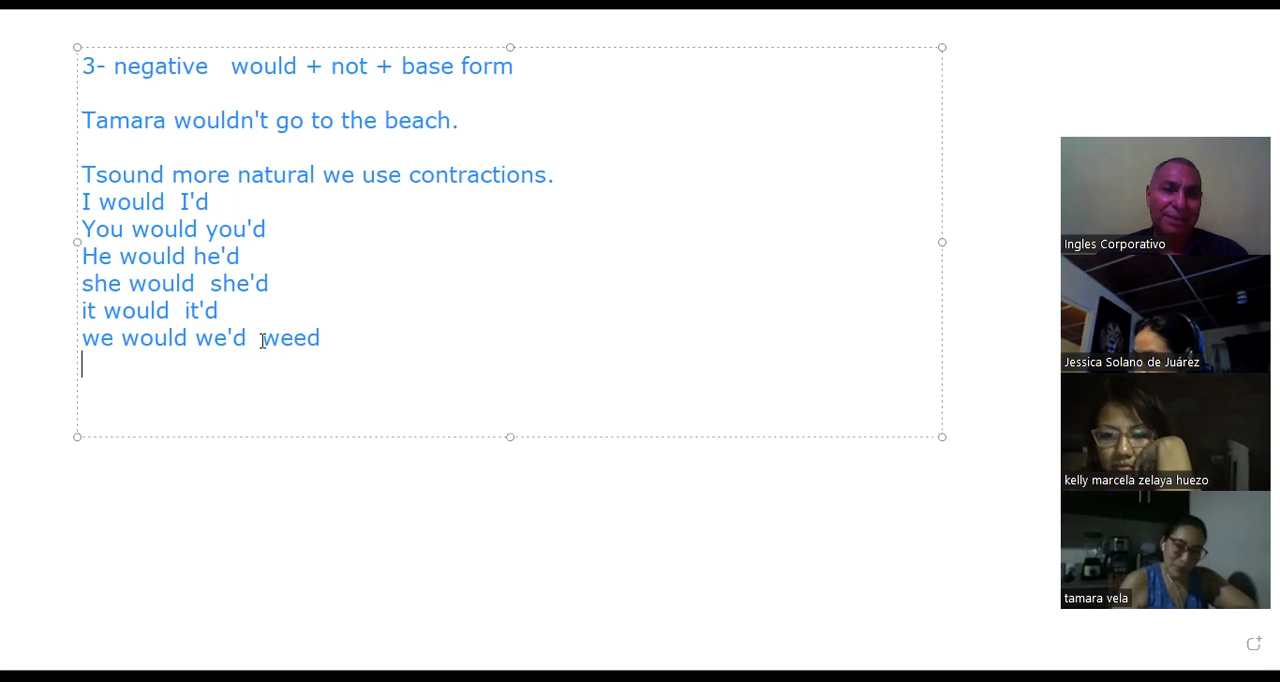 3- negative   would + not + base form
Tamara wouldn't go to the beach.
Tsound more natural we use contractions.
I would  I'd
You would you'd
He would he'd
she would  she'd
it would  it'd
we would we'd  weed
Ingles Corporativo
Jessica Solano de Juárez
kelly marcela zelaya huezo
tamara vela